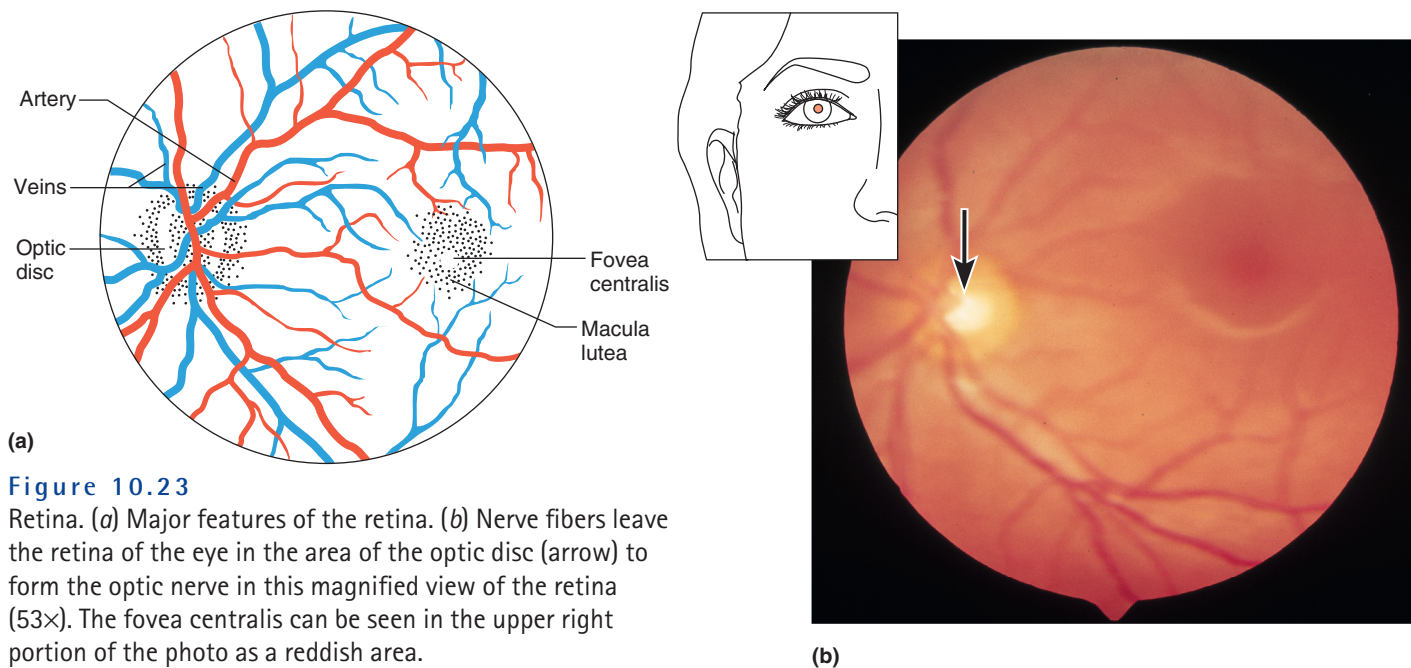 Artery
Veins
Optic
disc
Fovea
centralis
Macula
lutea
(a)
Figure 10.23
Retina. (a) Major features of the retina. (b) Nerve fibers leave
the retina of the eye in the area of the optic disc (arrow) to
form the optic nerve in this magnified view of the retina
(53×). The fovea centralis can be seen in the upper right
portion of the photo as a reddish area.
(b)